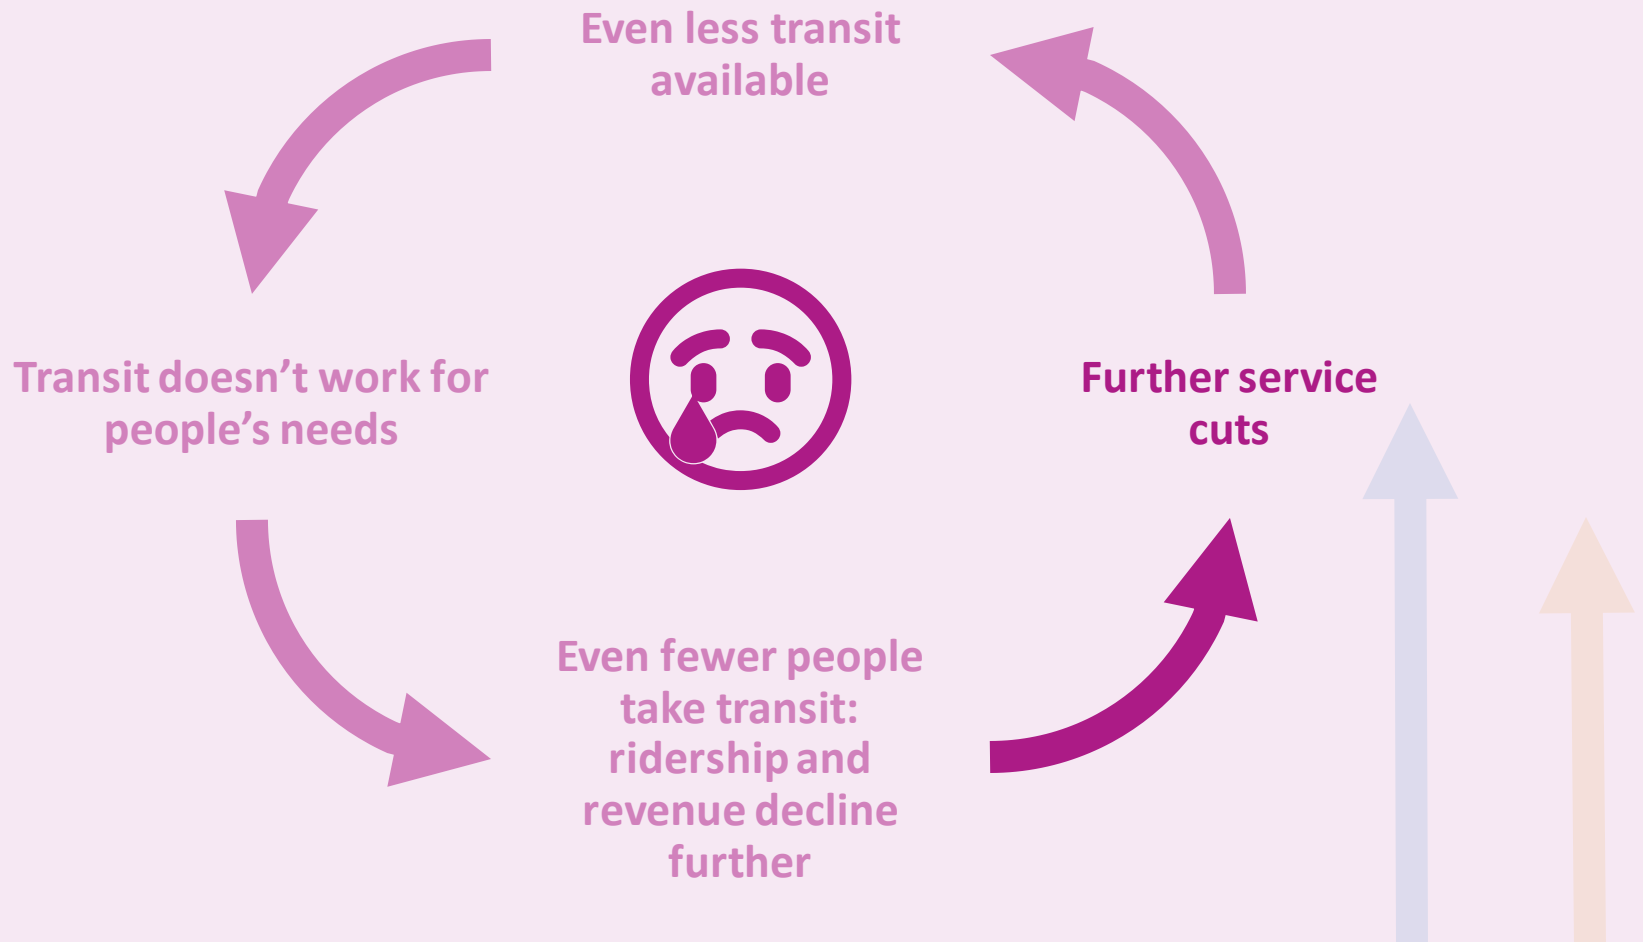 Even less transit
available
Transit doesn’t work for
people’s needs
Further service
cuts
Even fewer people
take transit:
ridership and
revenue decline
further